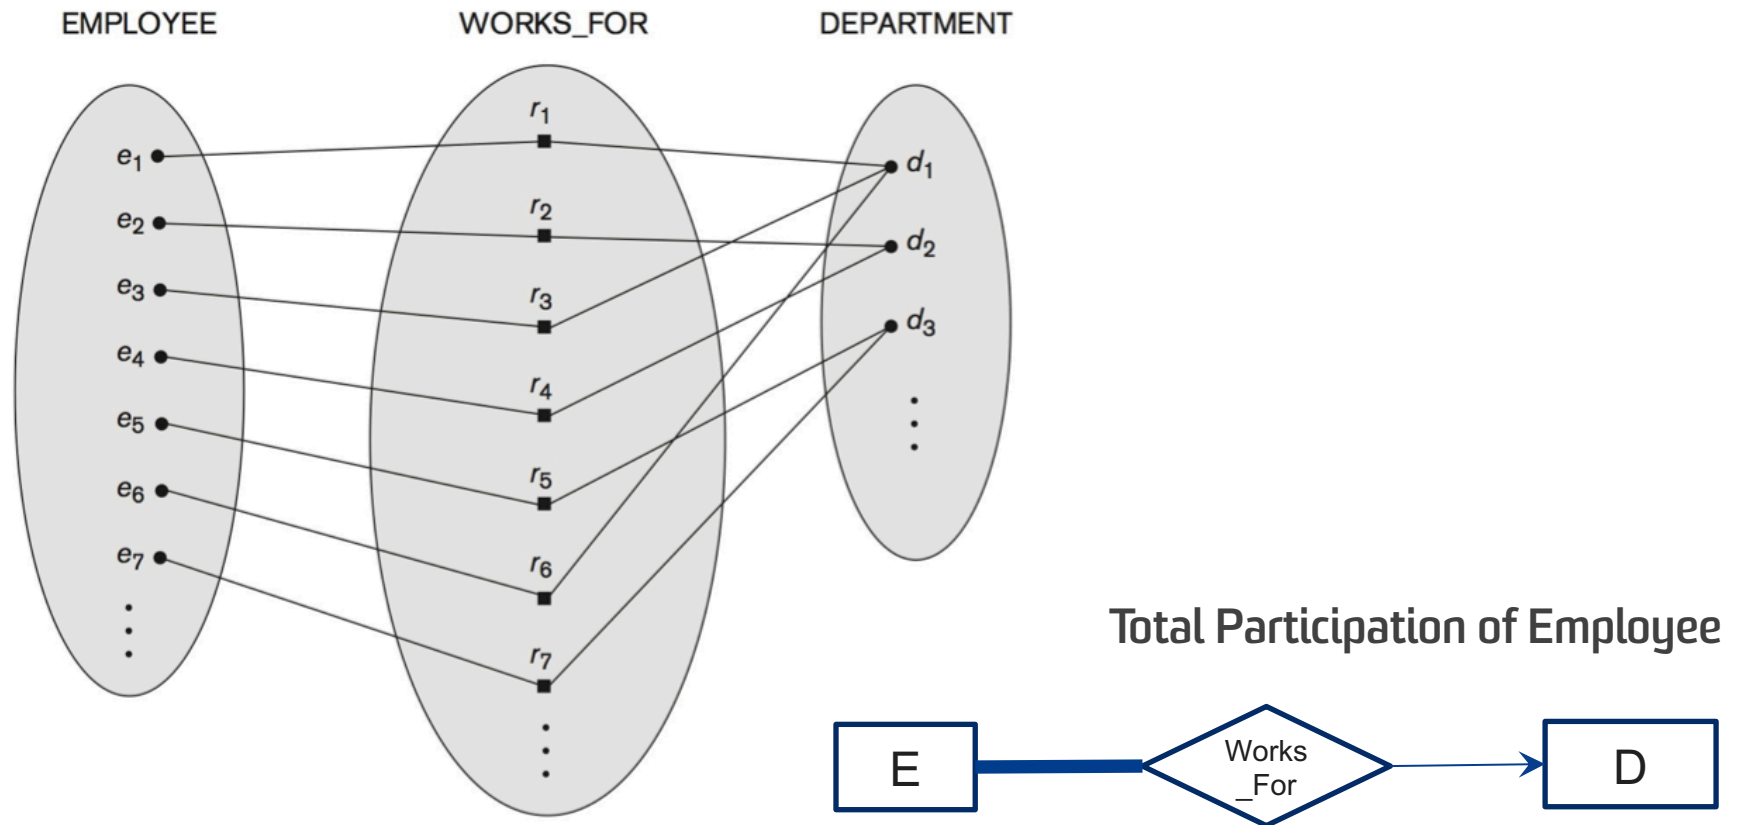 EMPLOYEE
WORKS_FOR
DEPARTMENT
e1
e2
e3
e4
e5
e6
e7
r1
r2
r3
r4
r5
r6
r7
d1
d2
d3
Total Participation of Employee
E
Works
_For
D